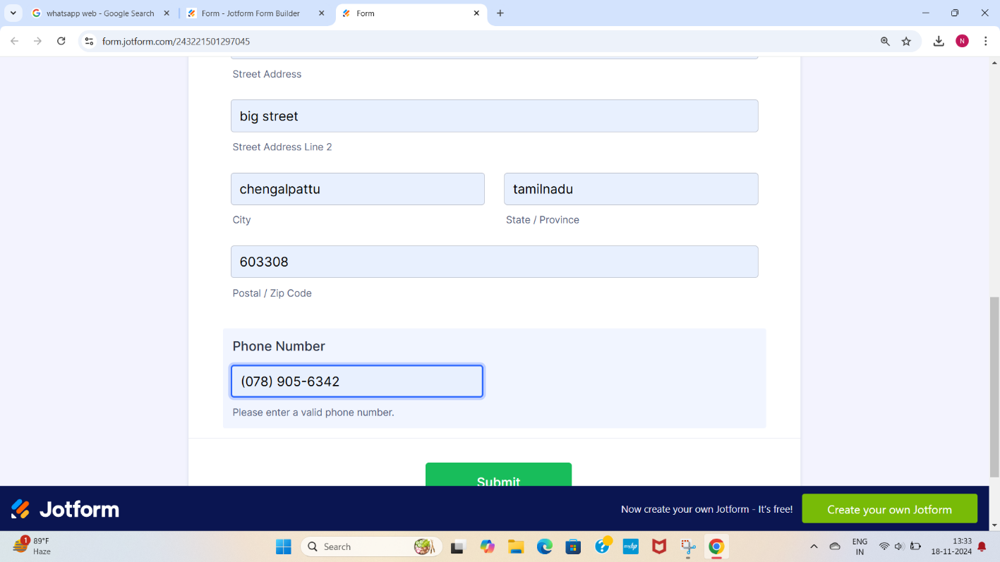 whatsapp web - Google Search
Form - Jotform Form Builder
Form
form.jotform.com/243221501297045
N
Street Address
big street
Street Address Line 2
chengalpattu
tamilnadu
City
State / Province
603308
Postal / Zip Code
Phone Number
(078) 905-6342
Please enter a valid phone number.
Submit
Jotform
Now create your own Jotform - It's free!
Create your own Jotform
1
89°F
Haze
Search
ENG
IN
13:33
18-11-2024